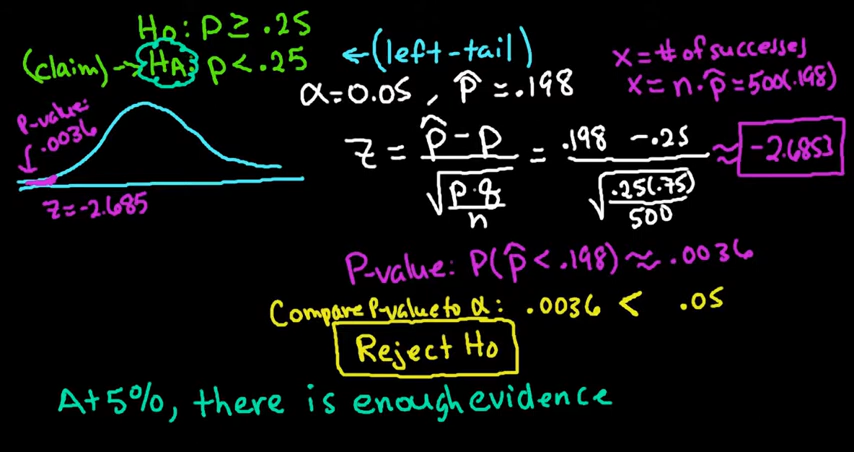 Ho: P ≥ .25
(claim) → HA: p < .25
← (left-tail)
x = # of successes
x = n · p̂ = 500(.198)
α = 0.05 , p̂ = .198
P-value:
.0036
z = -2.685
Z = p̂ - p / √(p·q / n) = .198 - .25 / √(.25(.75) / 500) ≈ -2.6853
P-value: P(p̂ < .198) ≈ .0036
Compare P-value to α: .0036 < .05
Reject Ho
At 5%, there is enough evidence